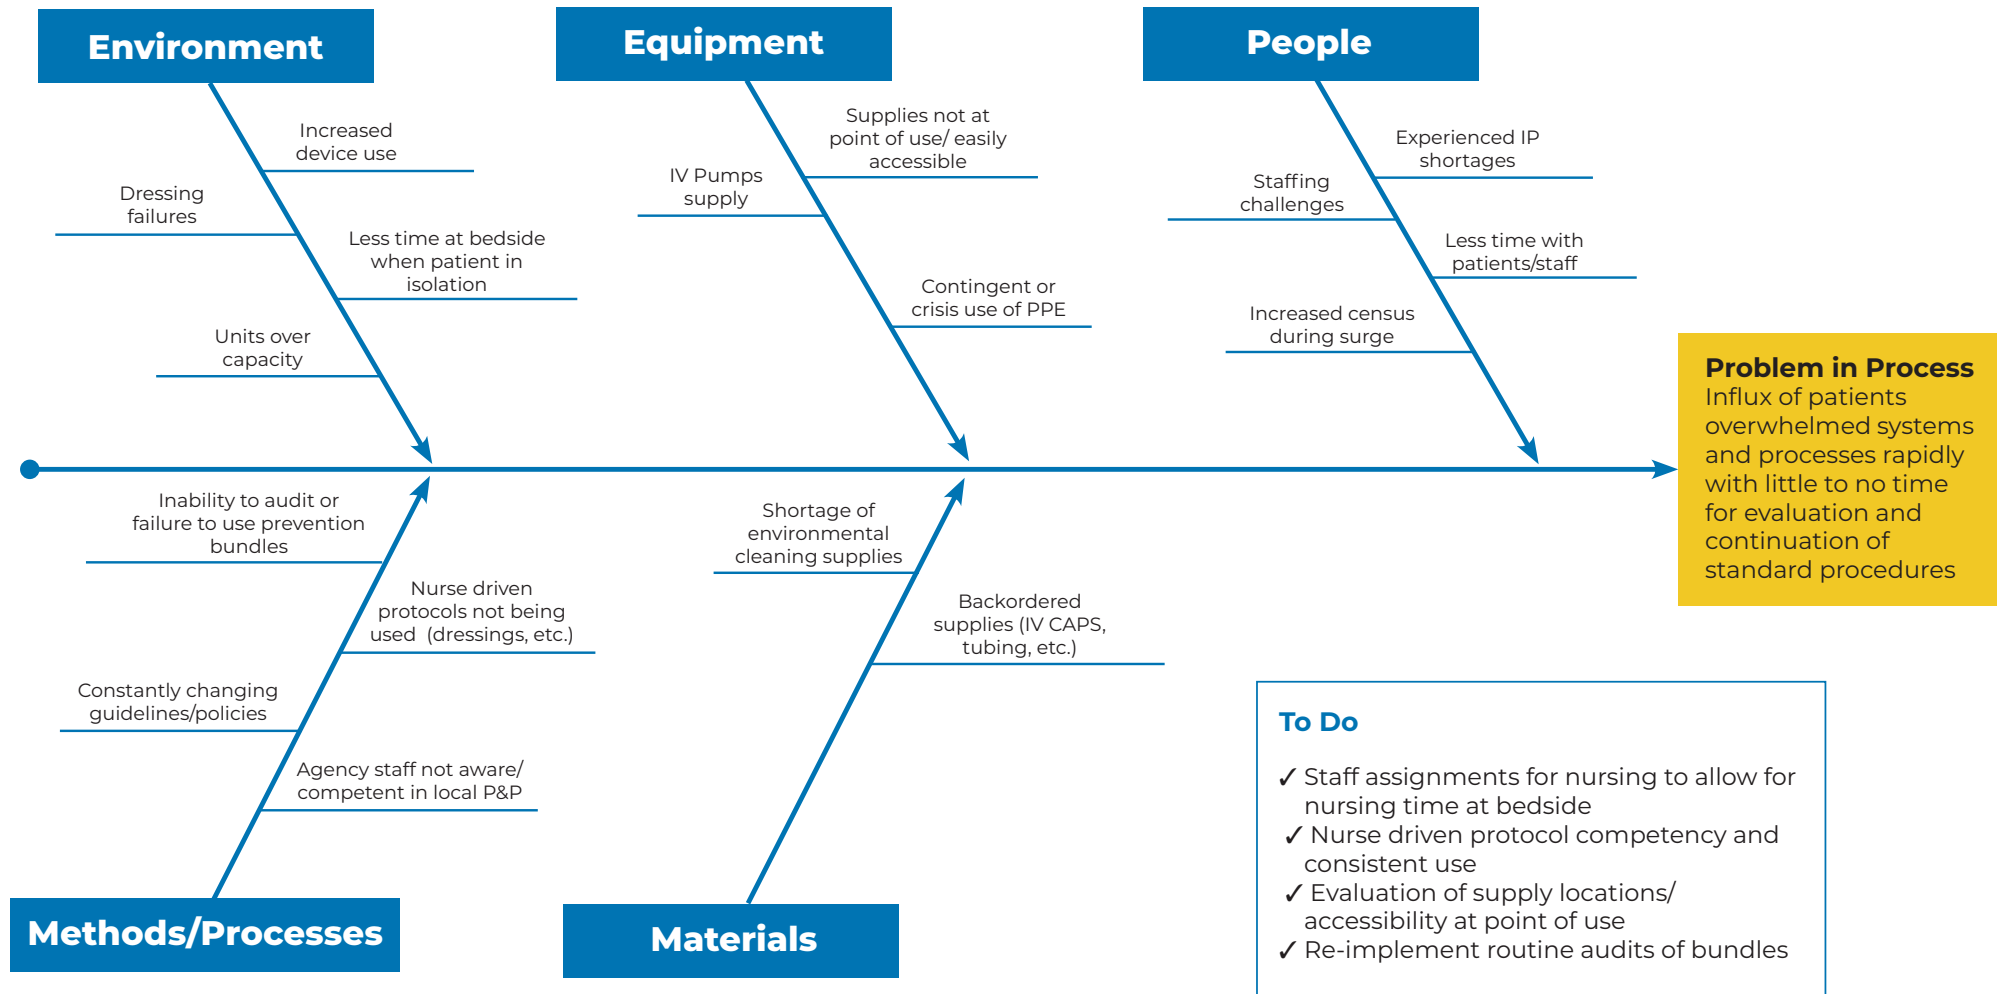 Environment
Equipment
People
Increased
device use
Dressing
failures
Less time at bedside
when patient in
isolation
Units over
capacity
Supplies not at
point of use/ easily
accessible
IV Pumps
supply
Contingent or
crisis use of PPE
Experienced IP
shortages
Staffing
challenges
Less time with
patients/staff
Increased census
during surge
Problem in Process
Influx of patients
overwhelmed systems
and processes rapidly
with little to no time
for evaluation and
continuation of
standard procedures
Inability to audit or
failure to use prevention
bundles
Nurse driven
protocols not being
used (dressings, etc.)
Constantly changing
guidelines/policies
Agency staff not aware/
competent in local P&P
Shortage of
environmental
cleaning supplies
Backordered
supplies (IV CAPS,
tubing, etc.)
Methods/Processes
Materials
To Do
✓ Staff assignments for nursing to allow for
nursing time at bedside
✓ Nurse driven protocol competency and
consistent use
✓ Evaluation of supply locations/
accessibility at point of use
✓ Re-implement routine audits of bundles